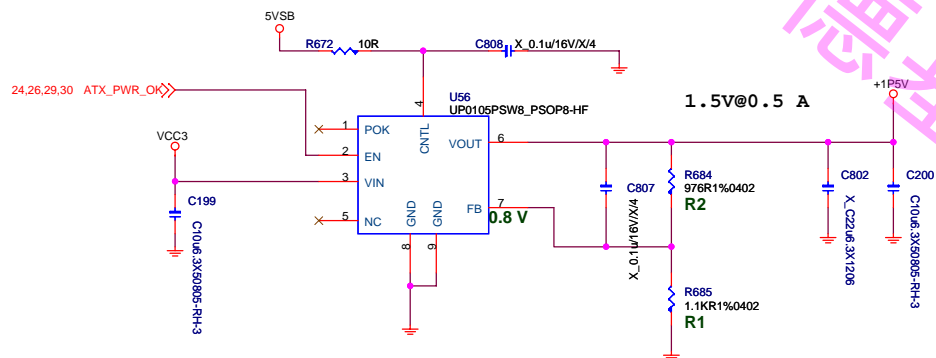 5VSB
R672
10R
C808
X_0.1u/16V/X/4
24,26,29,30 ATX_PWR_OK
U56
UP0105PSW8_PSOP8-HF
1.5V@0.5 A
+1P5V
VCC3
4
CNTL
1
POK
2
EN
3
VIN
5
NC
VOUT
6
FB
7
0.8 V
GND
8
GND
9
C199
C10u6.3X50805-RH-3
C807
X_0.1u/16V/X/4
R684
976R1%0402
R2
C802
X_C22u6.3X1206
C200
C10u6.3X50805-RH-3
R685
1.1KR1%0402
R1
德